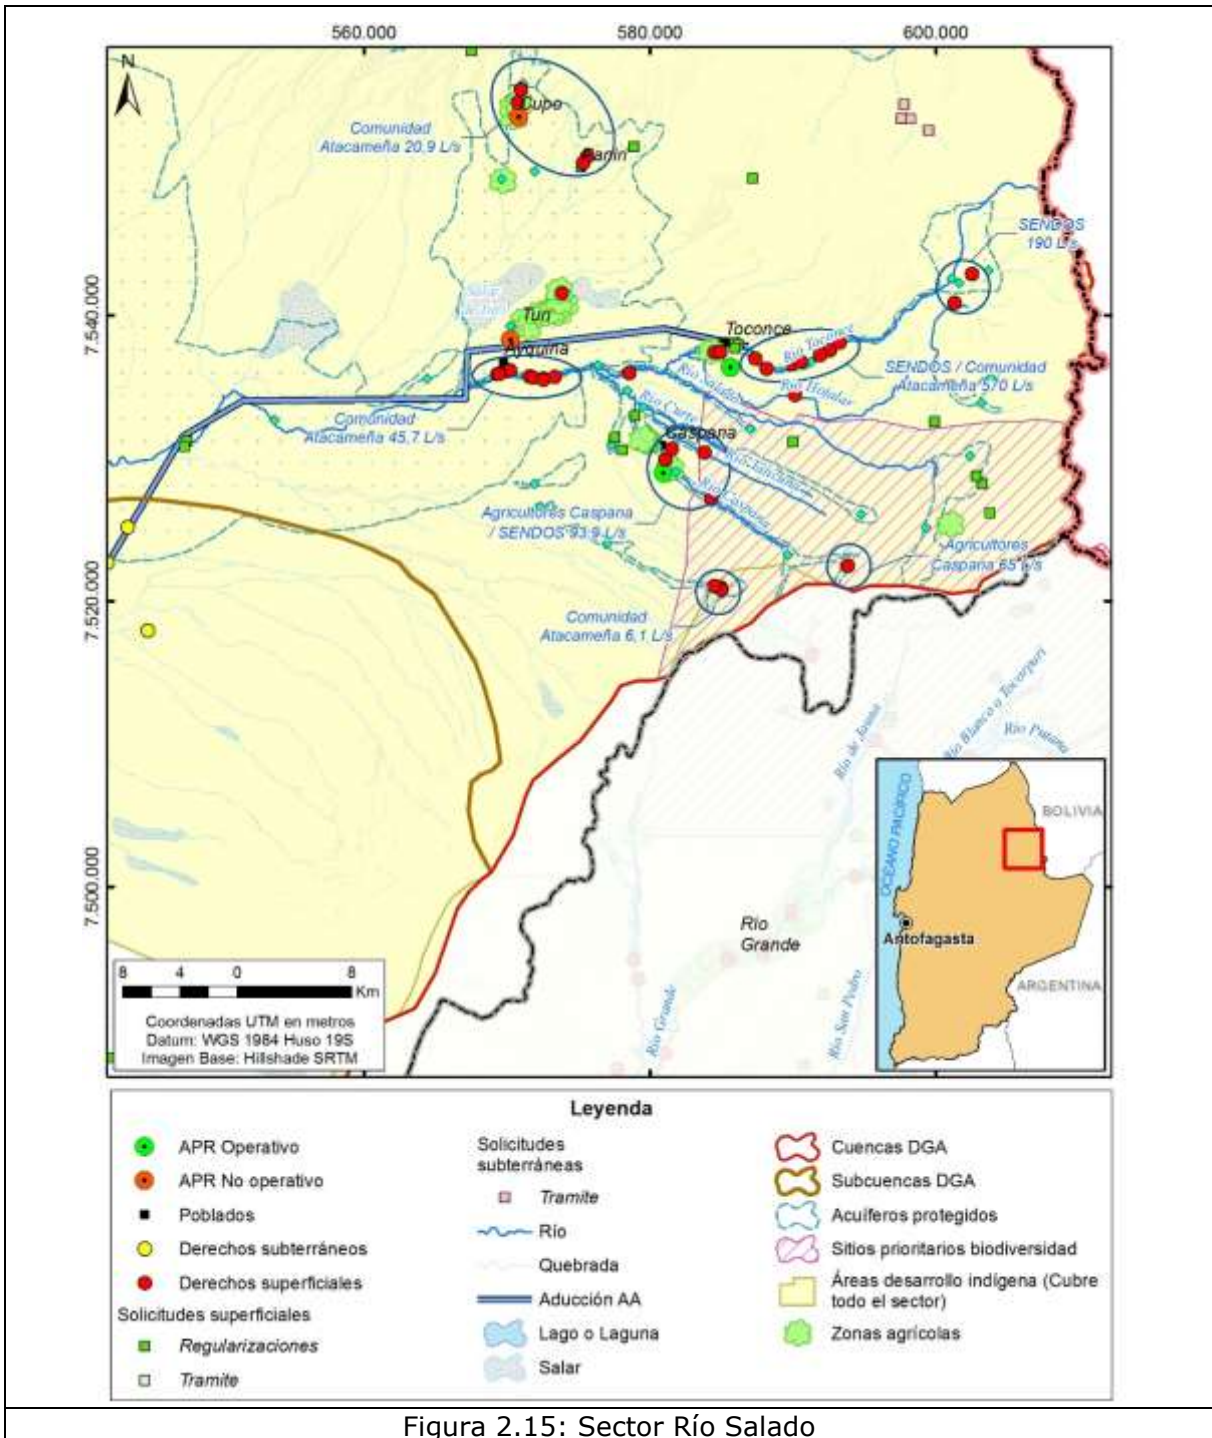 560.000
580.000
600.000
N
Cupo
Comunidad
Atacameña 20,9 L/s
Panín
SENDOS
190 L/s
7.540.000
Turi
Toconce
Río Toconce
Ayquina
SENDOS / Comunidad
Atacameña 570 L/s
Río Salado
Río Hojalar
Río Curte
Comunidad
Atacameña 45,7 L/s
Caspana
Río Caspana
Agricultores Caspana
/ SENDOS 93,9 L/s
Agricultores
Caspana 65 L/s
7.520.000
Comunidad
Atacameña 6,1 L/s
Río de Jauna
Río Blanco o Tocorpuri
Río Putana
BOLIVIA
OCEANO PACIFICO
7.500.000
Río
Grande
Antofagasta
ARGENTINA
Río Grande
Río San Pedro
8 4 0 8
Km
Coordenadas UTM en metros
Datum: WGS 1984 Huso 19S
Imagen Base: Hillshade SRTM
Leyenda
APR Operativo
APR No operativo
Poblados
Derechos subterráneos
Derechos superficiales
Solicitudes superficiales
Regularizaciones
Tramite
Solicitudes
subterráneas
Tramite
Río
Quebrada
Aducción AA
Lago o Laguna
Salar
Cuencas DGA
Subcuencas DGA
Acuíferos protegidos
Sitios prioritarios biodiversidad
Áreas desarrollo indígena (Cubre
todo el sector)
Zonas agrícolas
Figura 2.15: Sector Río Salado